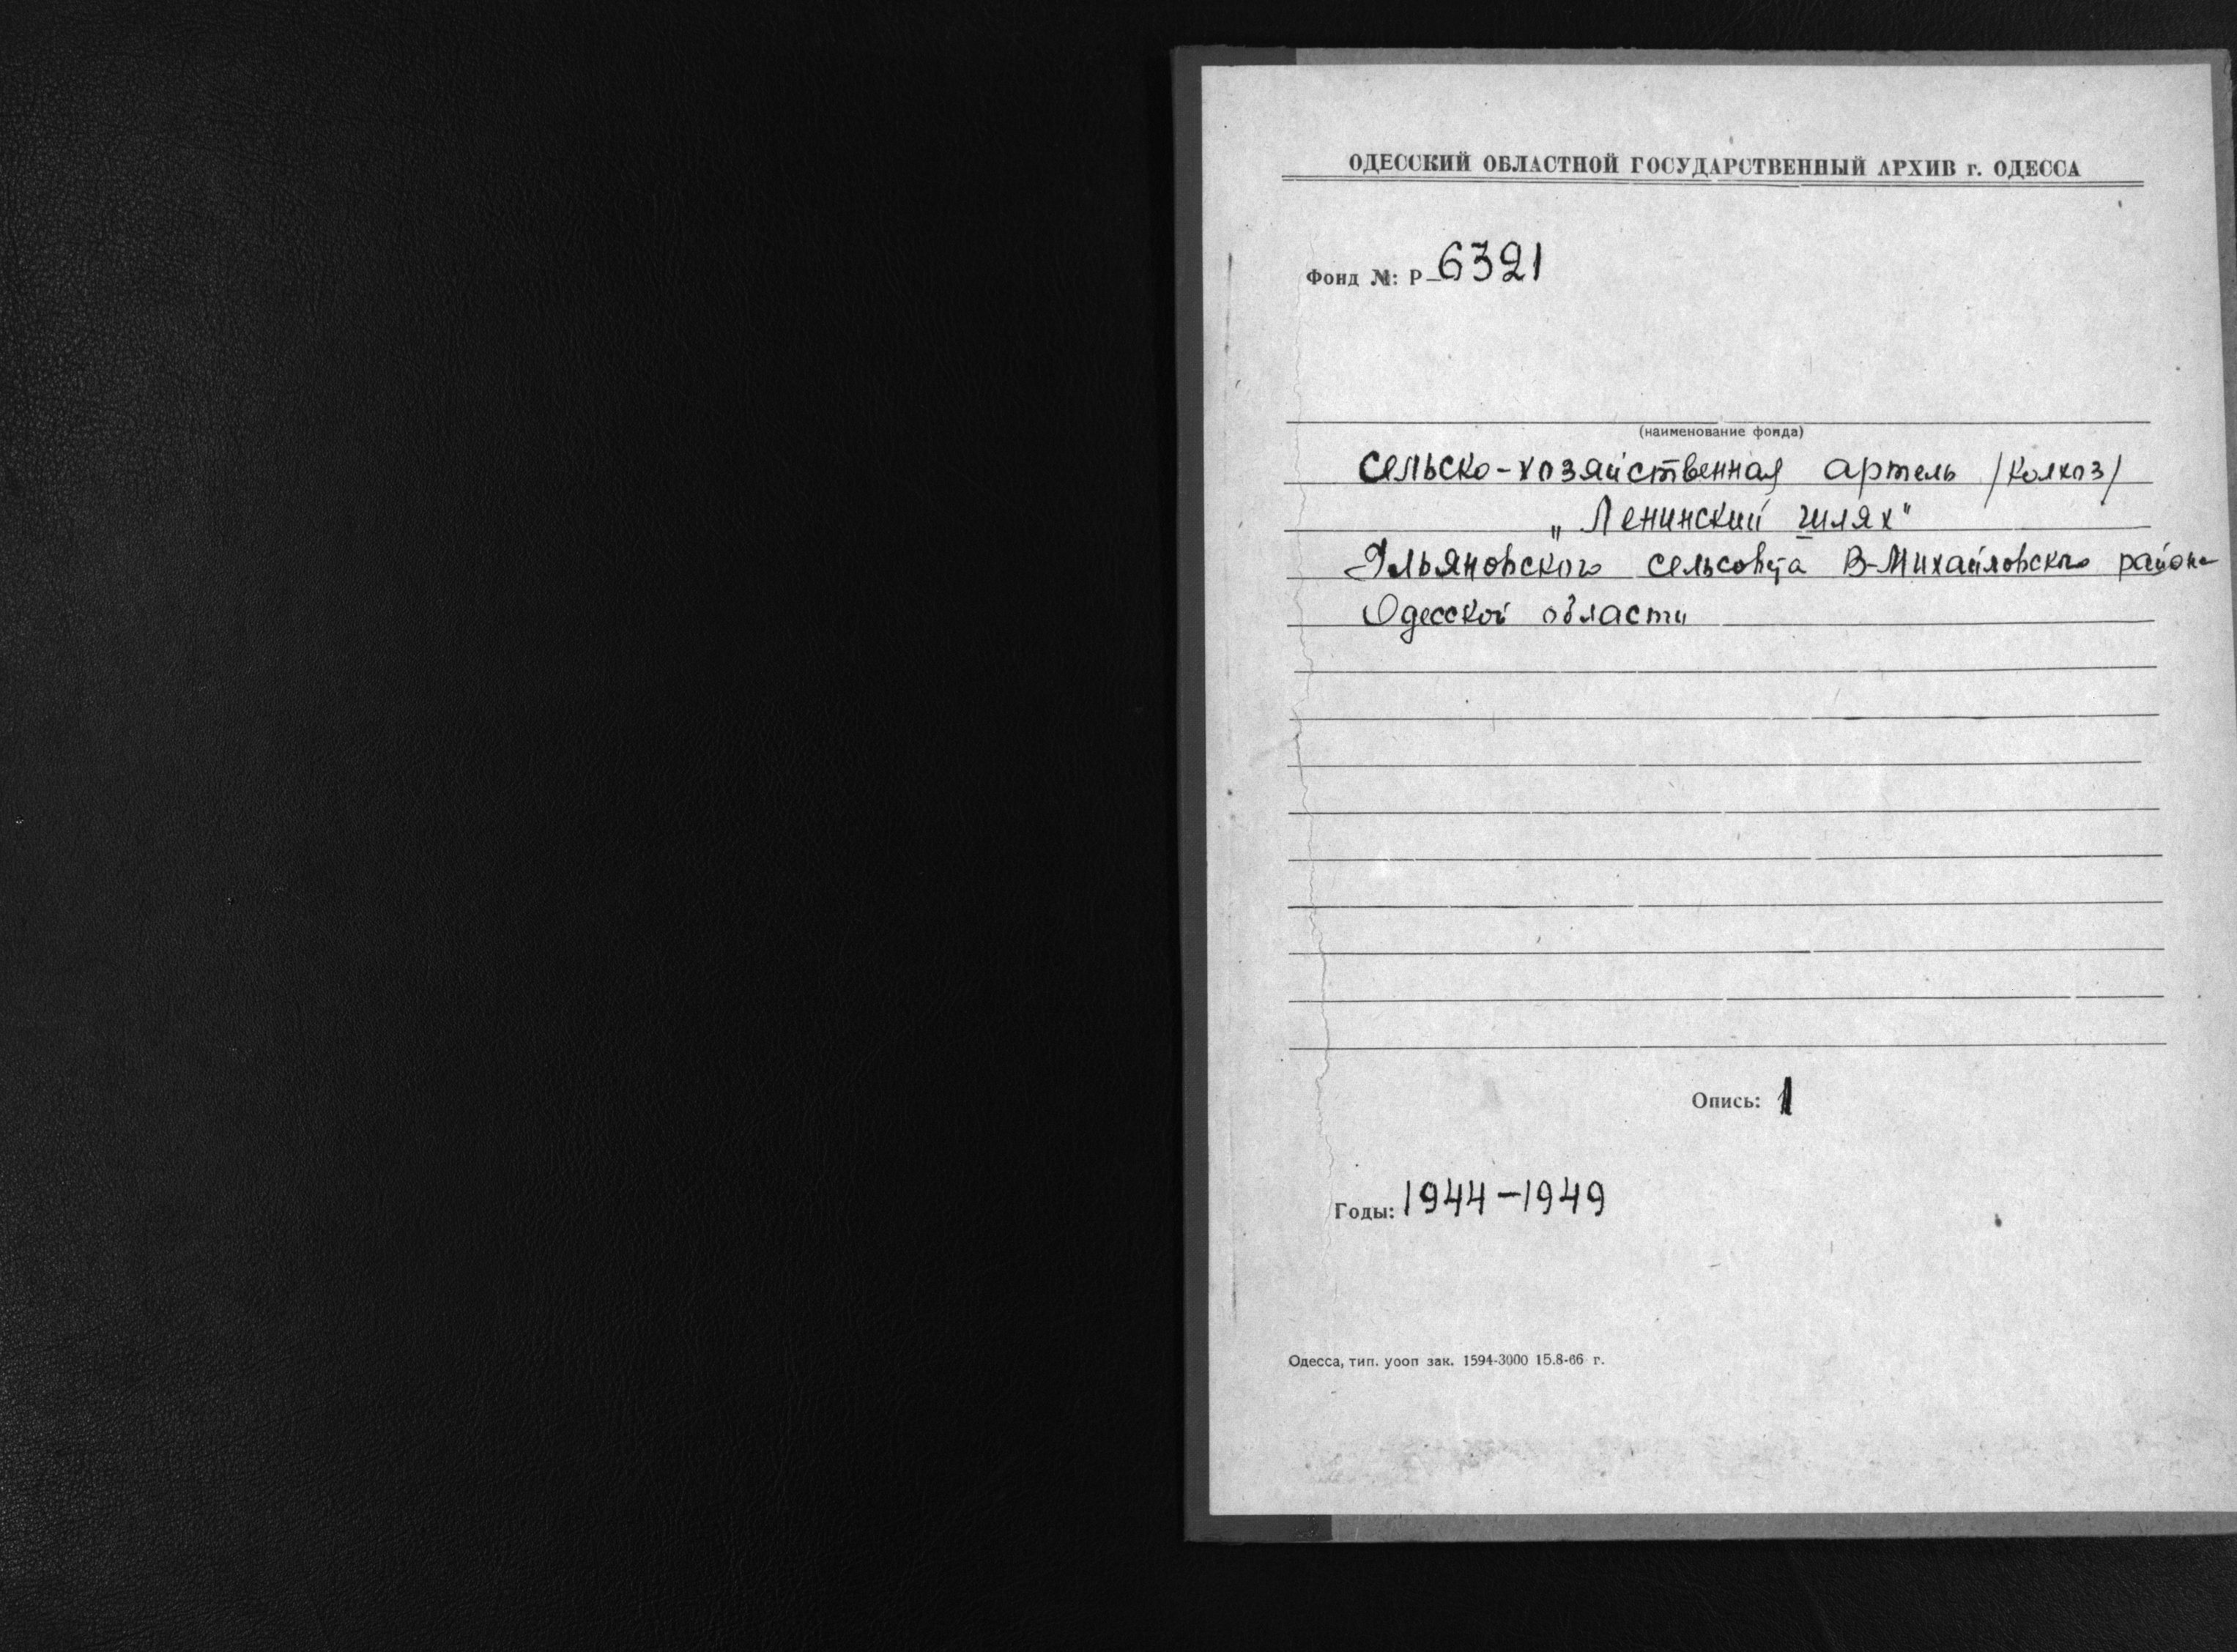 ОДЕССКИЙ ОБЛАСТНОЙ ГОСУДАРСТВЕННЫЙ АРХИВ г. ОДЕССА
Фонд №: Р-6321
(наименование фонда)
сельско-хозяйственная артель /колхоз/
„Ленинский шлях"
Ульяновского сельсовета В-Михайловского района
Одесской области
Опись: 1
Годы: 1944-1949
Одесса, тип. уооп зак. 1594-3000 15.8-66 г.